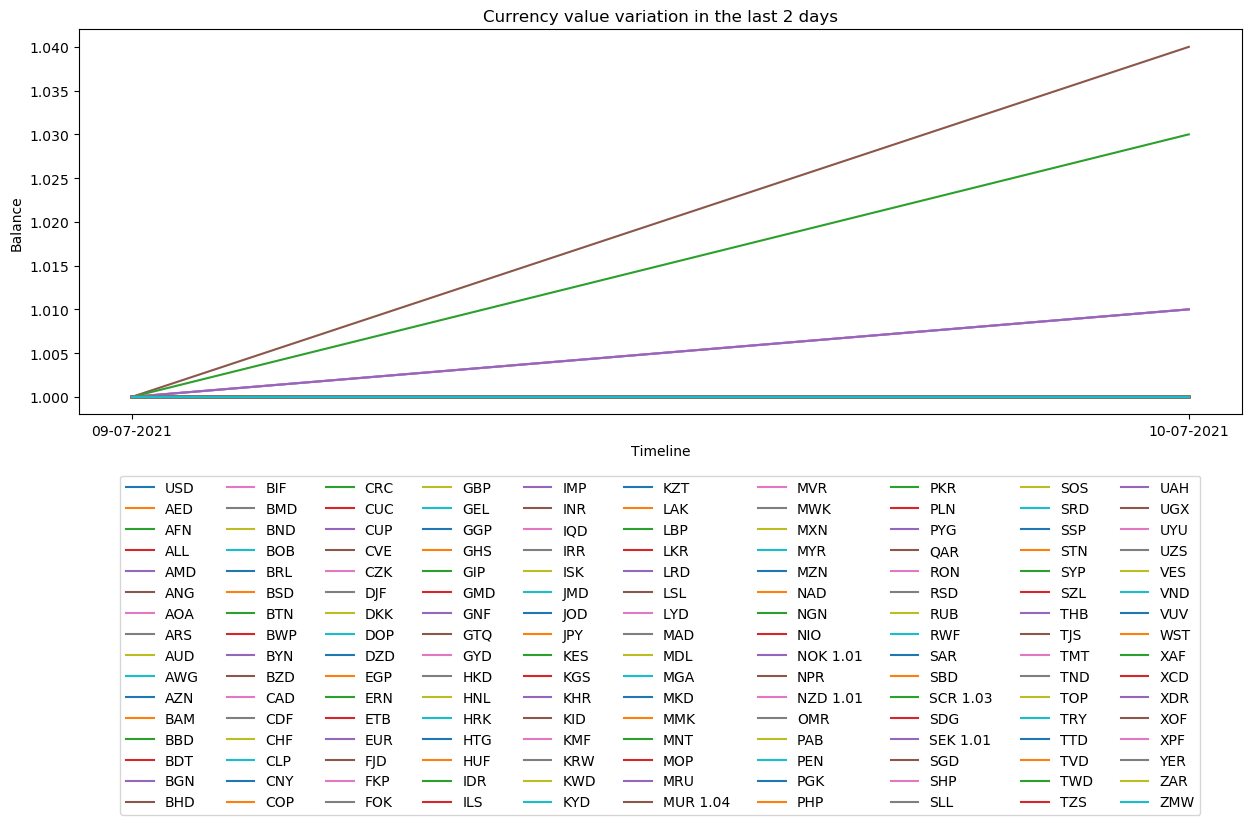 Currency value variation in the last 2 days
1.040
1.035
1.030
1.025
1.020
1.015
1.010
1.005
1.000
Balance
09-07-2021 10-07-2021
Timeline
USD BIF CRC GBP IMP KZT MVR PKR SOS UAH
AED BMD CUC GEL INR LAK MWK PLN SRD UGX
AFN BND CUP GGP IQD LBP MXN PYG SSP UYU
ALL BOB CVE GHS IRR LKR MYR QAR STN UZS
AMD BRL CZK GIP ISK LRD MZN RON SYP VES
ANG BSD DJF GMD JMD LSL NAD RSD SZL VND
AOA BTN DKK GNF JOD LYD NGN RUB THB VUV
ARS BWP DOP GTQ JPY MAD NIO RWF TJS WST
AUD BYN DZD GYD KES MDL NOK 1.01 SAR TMT XAF
AWG BZD EGP HKD KGS MGA NPR SBD TND XCD
AZN CAD ERN HNL KHR MKD NZD 1.01 SCR 1.03 TOP XDR
BAM CDF ETB HRK KID MMK OMR SDG TRY XOF
BBD CHF EUR HTG KMF MNT PAB SEK 1.01 TTD XPF
BDT CLP FJD HUF KRW MOP PEN SGD TVD YER
BGN CNY FKP IDR KWD MRU PGK SHP TWD ZAR
BHD COP FOK ILS KYD MUR 1.04 PHP SLL TZS ZMW